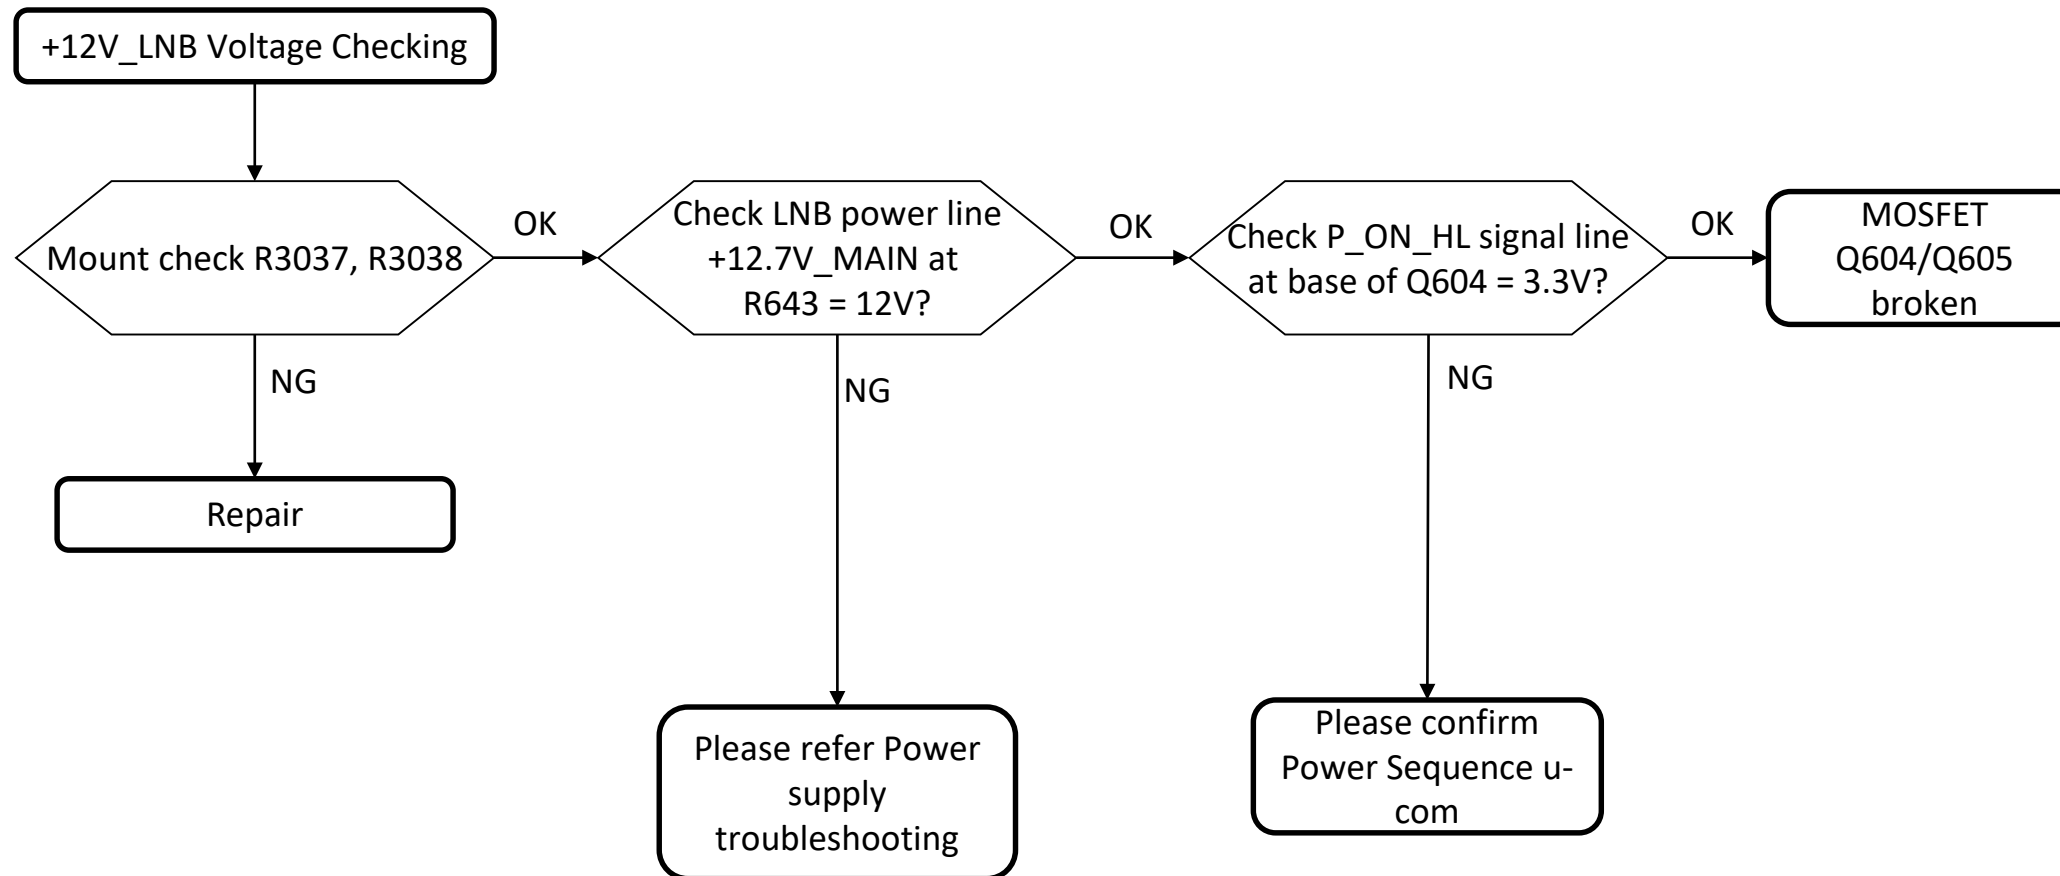 +12V_LNB Voltage Checking
Mount check R3037, R3038
OK
Check LNB power line
+12.7V_MAIN at
R643 = 12V?
OK
Check P_ON_HL signal line
at base of Q604 = 3.3V?
OK
MOSFET
Q604/Q605
broken
NG
NG
NG
Repair
Please refer Power
supply
troubleshooting
Please confirm
Power Sequence u-
com